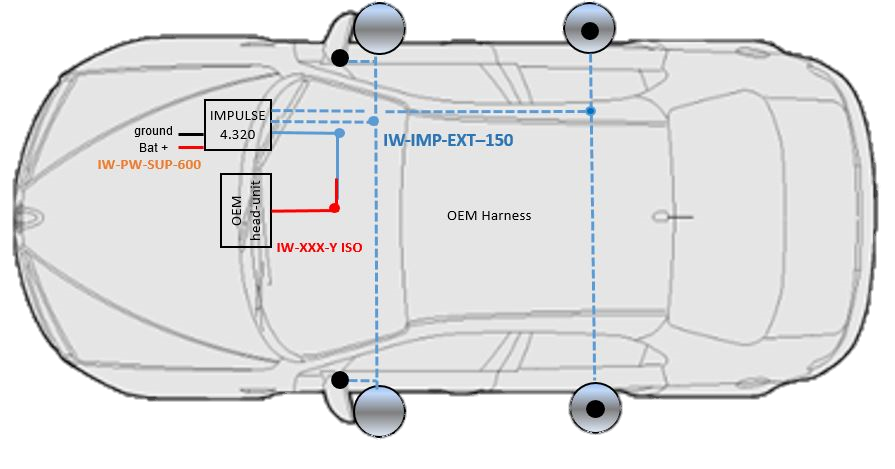 IMPULSE
4.320
ground
Bat +
IW-PW-SUP-600
IW-IMP-EXT–150
OEM
head-unit
IW-XXX-Y ISO
OEM Harness